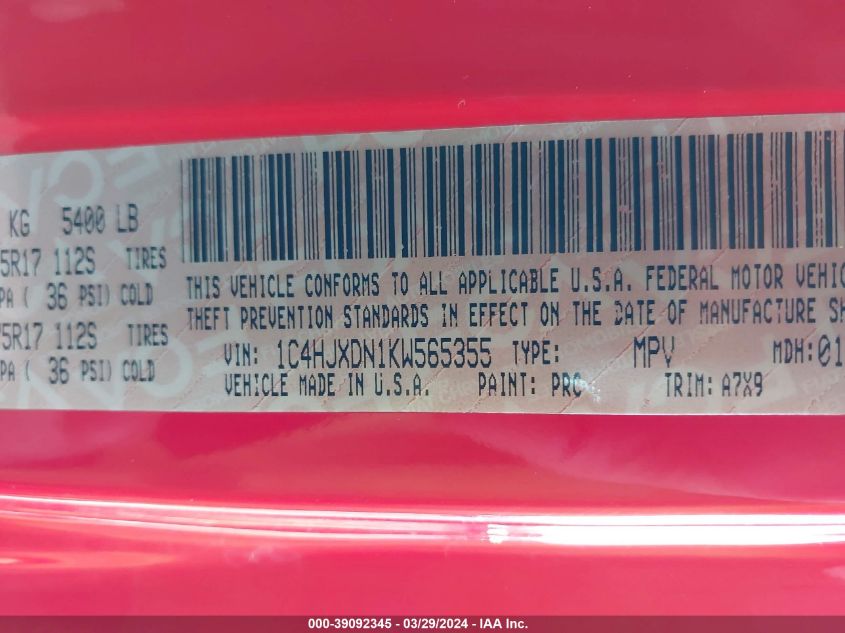 KG 5400 LB
5R17 112S TIRES
PA ( 36 PSI) COLD
5R17 112S TIRES
PA ( 36 PSI) COLD
THIS VEHICLE CONFORMS TO ALL APPLICABLE U.S.A. FEDERAL MOTOR VEHIC
THEFT PREVENTION STANDARDS IN EFFECT ON THE DATE OF MANUFACTURE SH
VIN: 1C4HJXDN1KW565355 TYPE: MPV MDH:01
VEHICLE MADE IN U.S.A. PAINT: PRC TRIM: A7X9
000-39092345 - 03/29/2024 - IAA Inc.